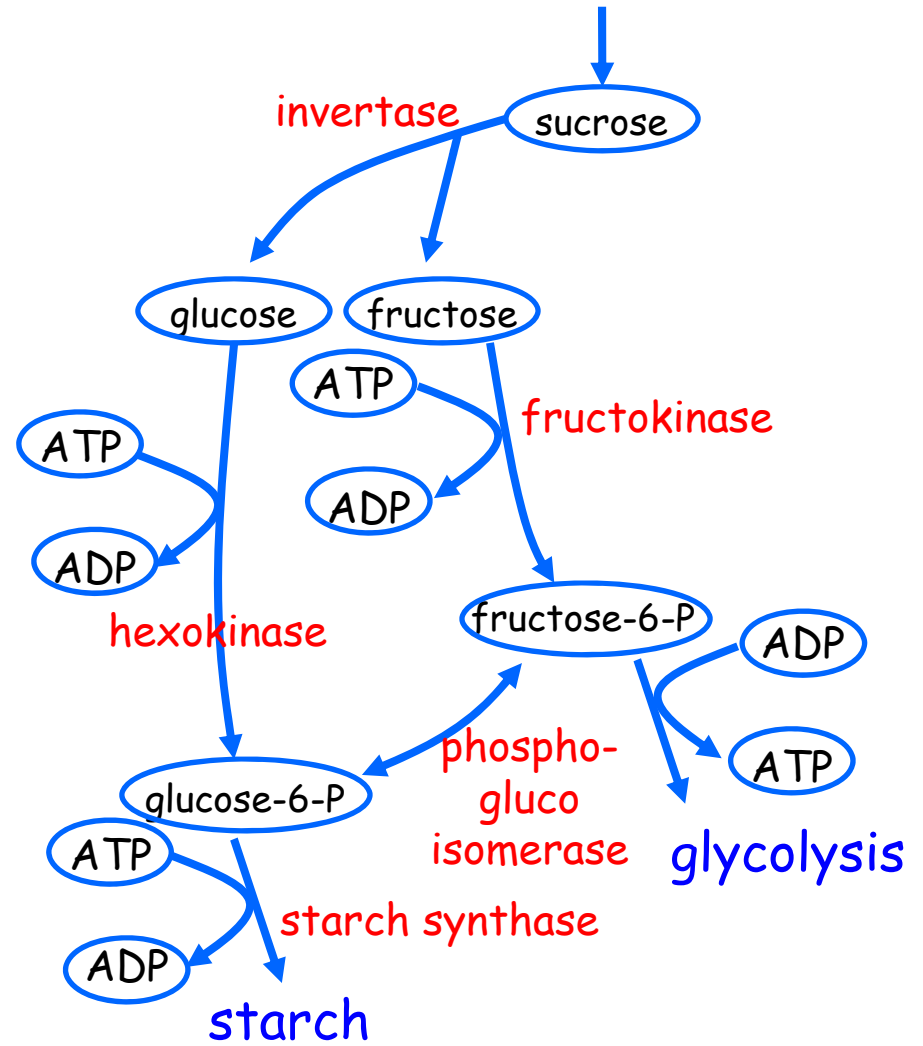 invertase
sucrose
glucose
fructose
ATP
fructokinase
ATP
ADP
ADP
hexokinase
fructose-6-P
ADP
phospho-
gluco
isomerase
ATP
glucose-6-P
glycolysis
ATP
starch synthase
ADP
starch